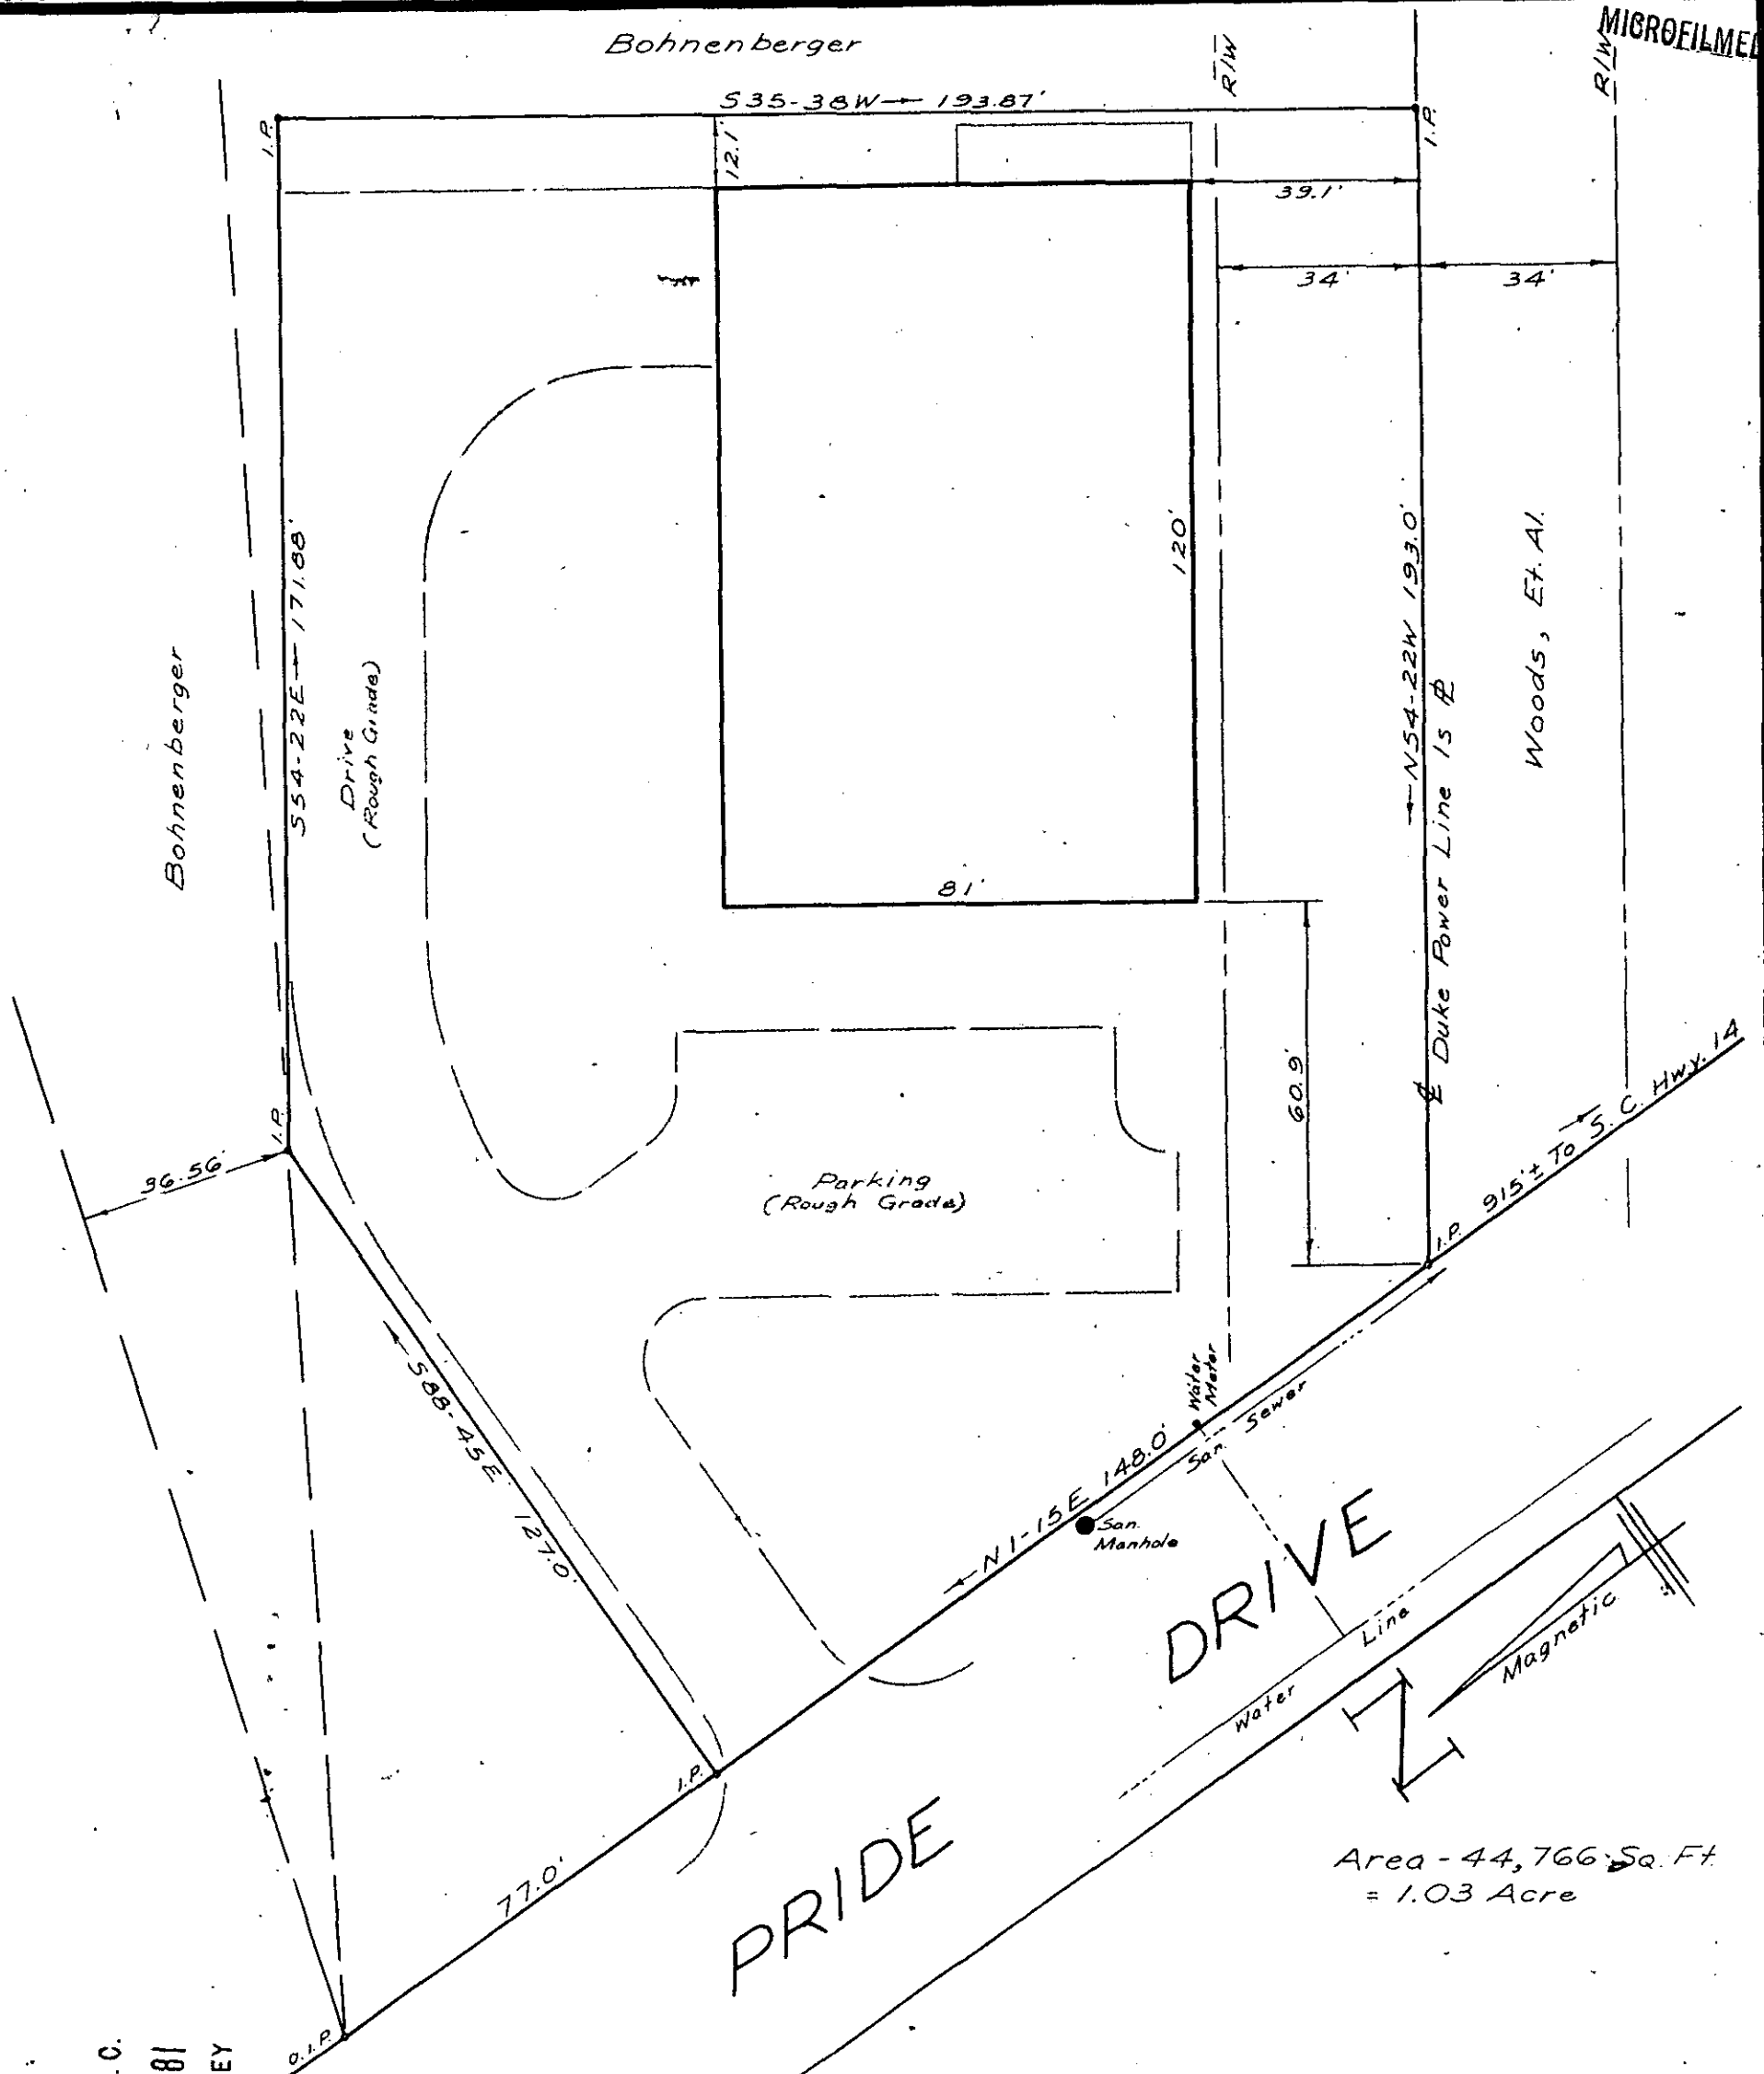 MICROFILMED
Bohnenberger
R/W
R/W
S35-38W 193.87'
I.P.
I.P.
12.1'
39.1'
34'
34'
S54-22E 171.88'
120'
N54-22W 193.0'
Woods, Et. Al.
Bohnenberger
Drive
(Rough Grade)
81'
℄ Duke Power Line Is ⅊
60.9'
I.P.
36.56'
Parking
(Rough Grade)
I.P.
915'± To S. C. Hwy. 14
S88-45E 127.0'
Water
Meter
San. Sewer
N1-15E 148.0'
San.
Manhole
PRIDE DRIVE
Water Line
Magnetic
N
I.P.
77.0'
O.I.P.
Area - 44,766 Sq. Ft.
= 1.03 Acre
.C.
81
EY